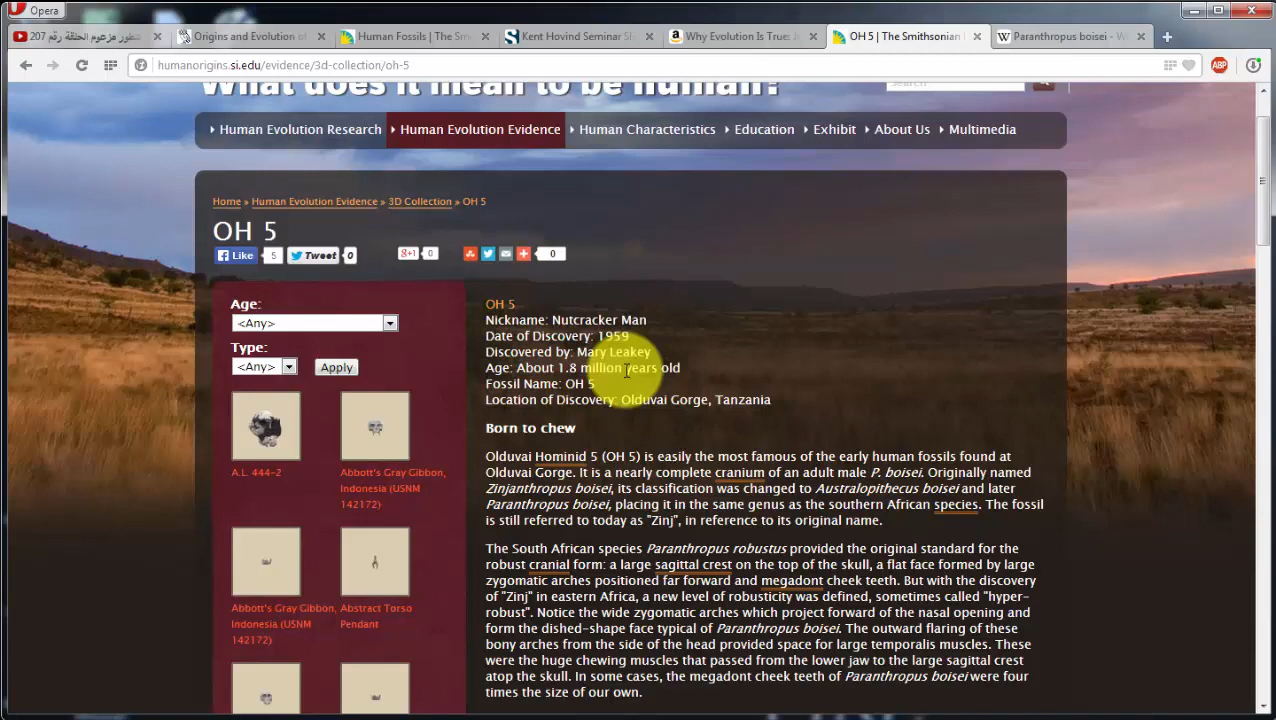 Opera
تطور مزعوم الحلقة رقم 207
Origins and Evolution of
Human Fossils | The Sm
Kent Hovind Seminar Sl
Why Evolution Is True: J
OH 5 | The Smithsonian
Paranthropus boisei - W
humanorigins.si.edu/evidence/3d-collection/oh-5
ABP
What does it mean to be human?
Search
Human Evolution Research
Human Evolution Evidence
Human Characteristics
Education
Exhibit
About Us
Multimedia
Home » Human Evolution Evidence » 3D Collection » OH 5
OH 5
Like 5 Tweet 0 +1 0 0
Age:
<Any>
Type:
<Any> Apply
A.L. 444-2
Abbott's Gray Gibbon,
Indonesia (USNM
142172)
Abbott's Gray Gibbon,
Indonesia (USNM
142172)
Abstract Torso
Pendant
OH 5
Nickname: Nutcracker Man
Date of Discovery: 1959
Discovered by: Mary Leakey
Age: About 1.8 million years old
Fossil Name: OH 5
Location of Discovery: Olduvai Gorge, Tanzania
Born to chew
Olduvai Hominid 5 (OH 5) is easily the most famous of the early human fossils found at
Olduvai Gorge. It is a nearly complete cranium of an adult male P. boisei. Originally named
Zinjanthropus boisei, its classification was changed to Australopithecus boisei and later
Paranthropus boisei, placing it in the same genus as the southern African species. The fossil
is still referred to today as "Zinj", in reference to its original name.
The South African species Paranthropus robustus provided the original standard for the
robust cranial form: a large sagittal crest on the top of the skull, a flat face formed by large
zygomatic arches positioned far forward and megadont cheek teeth. But with the discovery
of "Zinj" in eastern Africa, a new level of robusticity was defined, sometimes called "hyper-
robust". Notice the wide zygomatic arches which project forward of the nasal opening and
form the dished-shape face typical of Paranthropus boisei. The outward flaring of these
bony arches from the side of the head provided space for large temporalis muscles. These
were the huge chewing muscles that passed from the lower jaw to the large sagittal crest
atop the skull. In some cases, the megadont cheek teeth of Paranthropus boisei were four
times the size of our own.